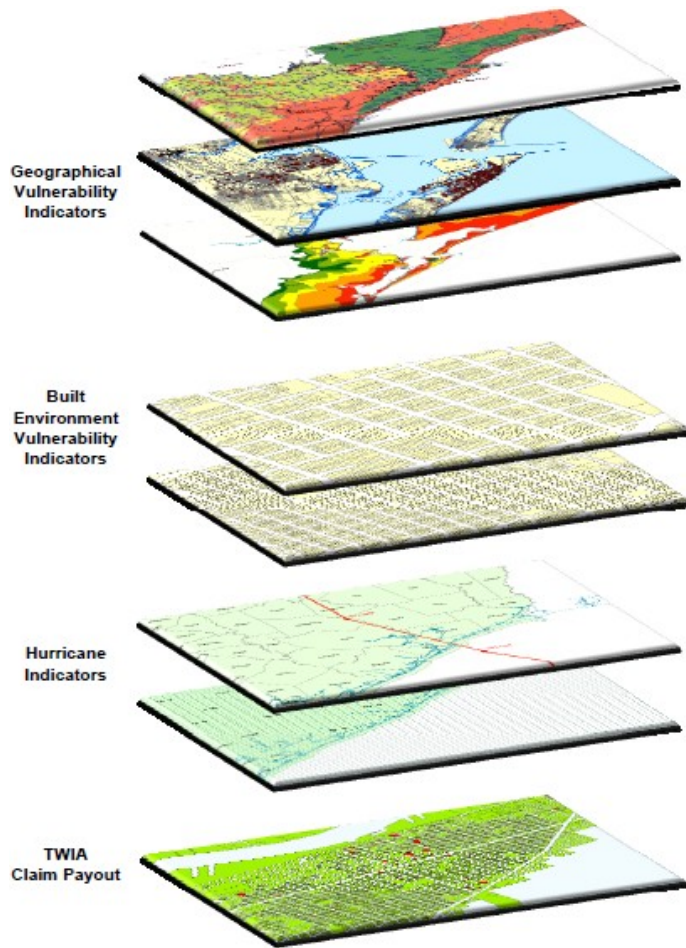 Geographical
Vulnerability
Indicators
Built
Environment
Vulnerability
Indicators
Hurricane
Indicators
TWIA
Claim Payout